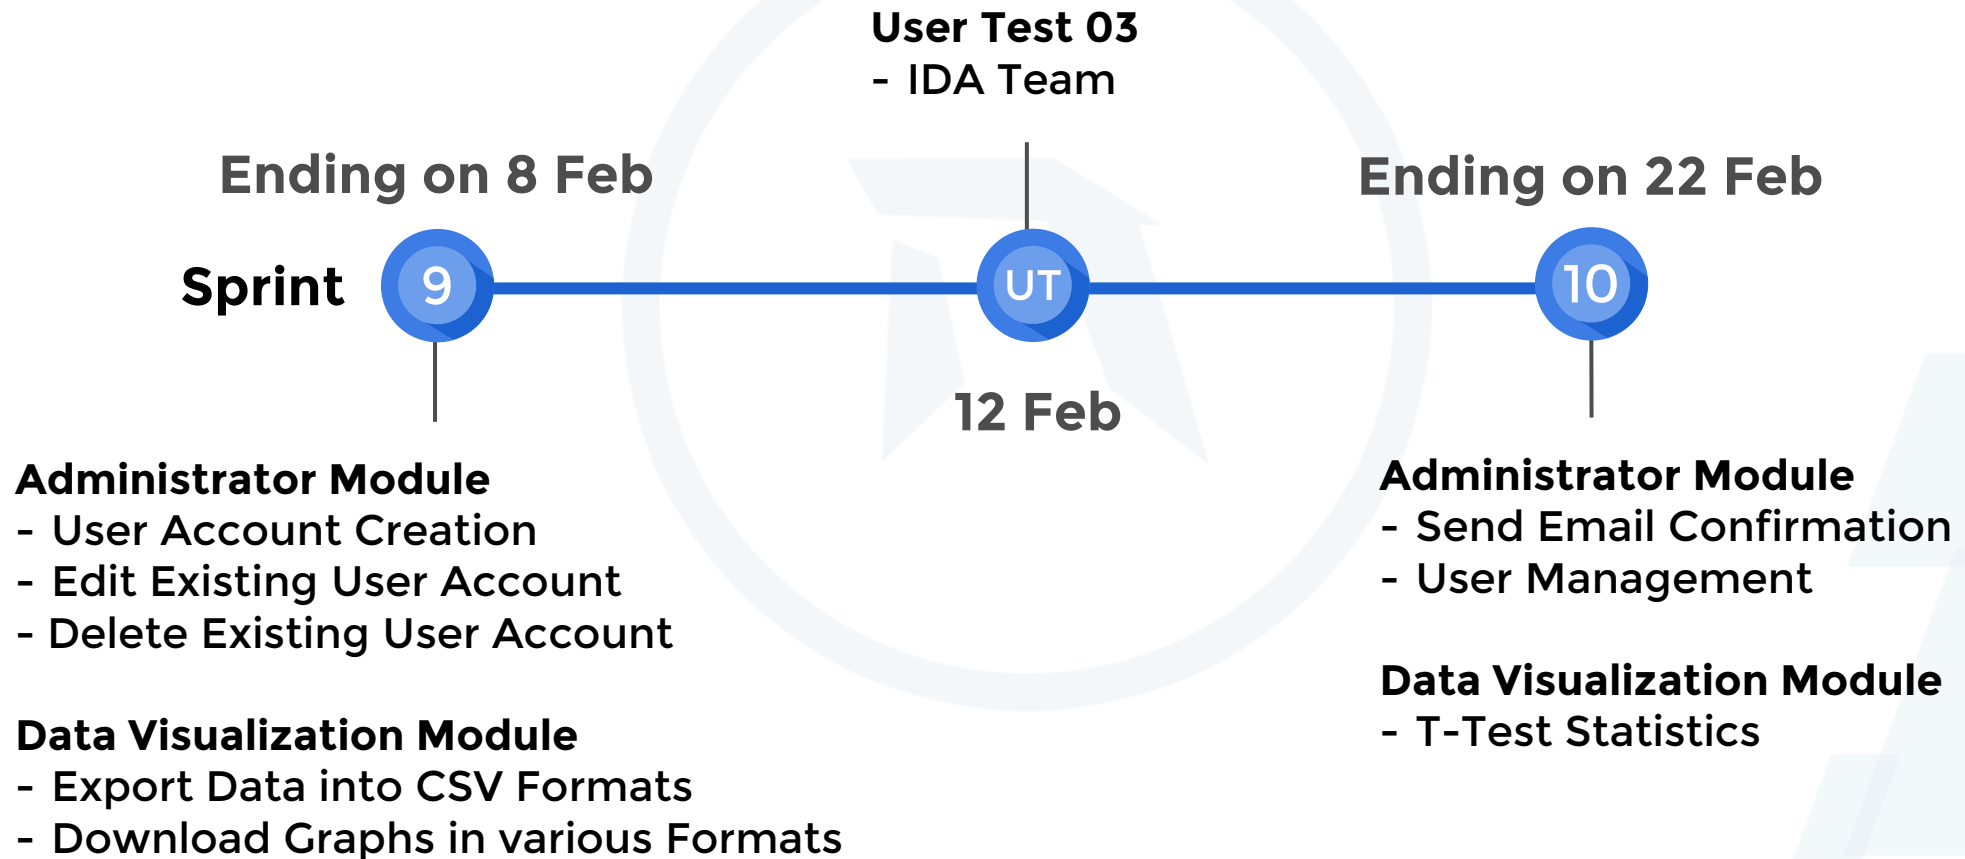 User Test 03
- IDA Team
Ending on 8 Feb
Ending on 22 Feb
Sprint
9
UT
10
12 Feb
Administrator Module
- User Account Creation
- Edit Existing User Account
- Delete Existing User Account
Data Visualization Module
- Export Data into CSV Formats
- Download Graphs in various Formats
Administrator Module
- Send Email Confirmation
- User Management
Data Visualization Module
- T-Test Statistics